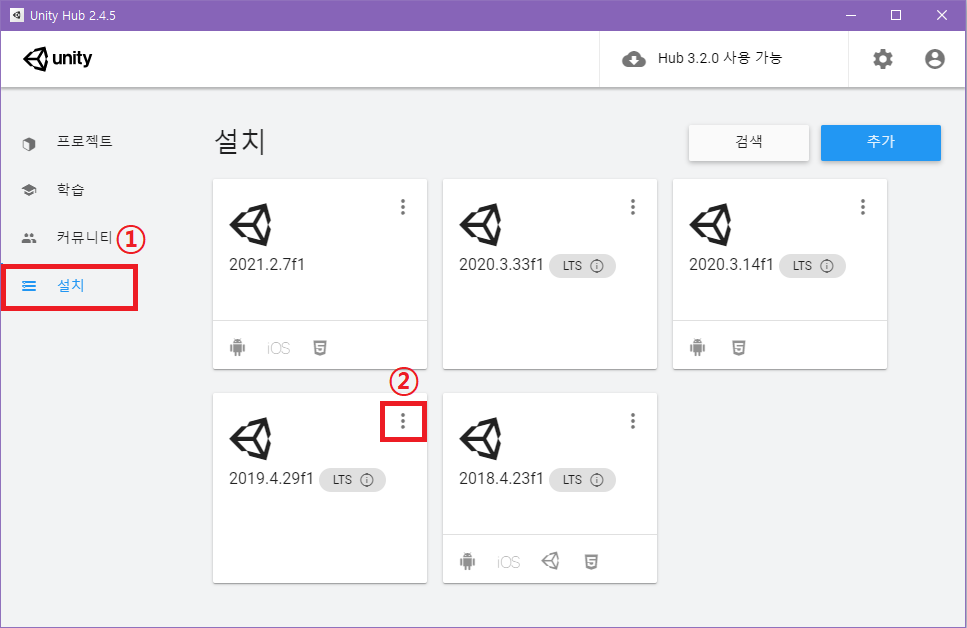 Unity Hub 2.4.5
unity
Hub 3.2.0 사용 가능
프로젝트
학습
커뮤니티
①
설치
설치
검색
추가
2021.2.7f1
iOS
2020.3.33f1 LTS
2020.3.14f1 LTS
②
2019.4.29f1 LTS
2018.4.23f1 LTS
iOS